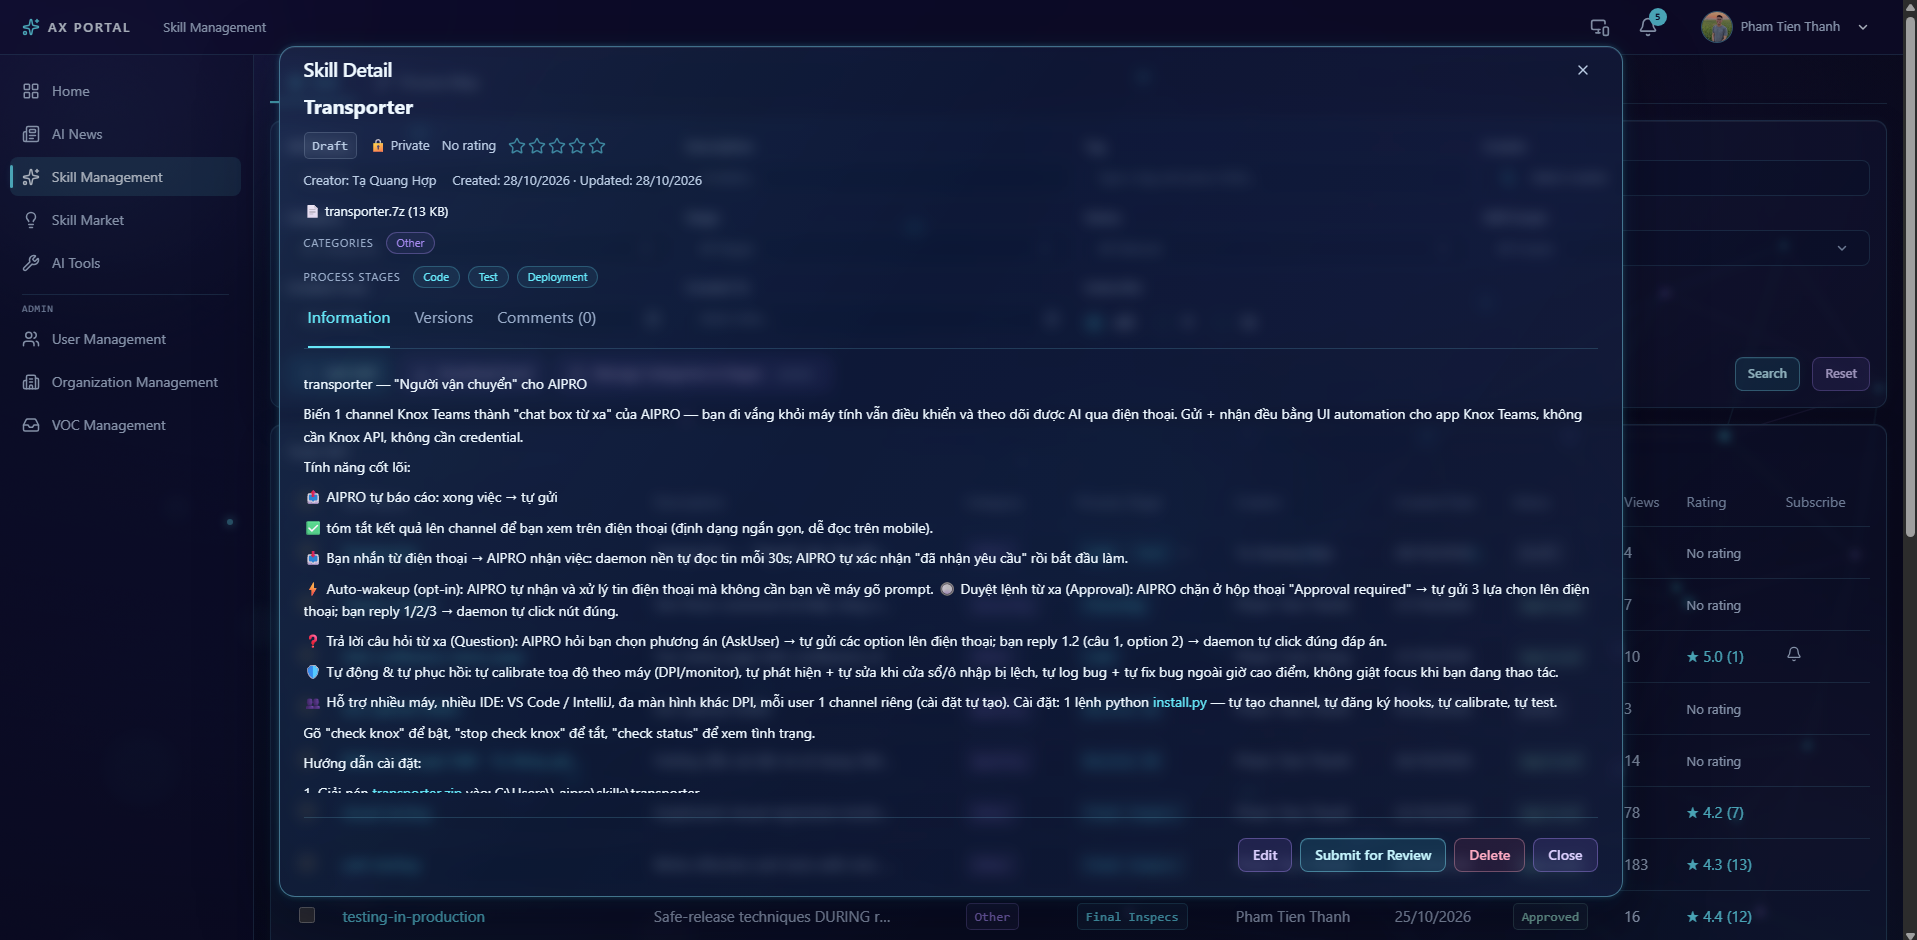 AX PORTAL
Skill Management
5
Pham Tien Thanh
Home
AI News
Skill Management
Skill Market
AI Tools
ADMIN
User Management
Organization Management
VOC Management
Skill Detail
Transporter
Draft
Private
No rating
Creator: Tạ Quang Hợp
Created: 28/10/2026 · Updated: 28/10/2026
transporter.7z (13 KB)
CATEGORIES
Other
PROCESS STAGES
Code
Test
Deployment
Information
Versions
Comments (0)
transporter — "Người vận chuyển" cho AIPRO
Biến 1 channel Knox Teams thành "chat box từ xa" của AIPRO — bạn đi vắng khỏi máy tính vẫn điều khiển và theo dõi được AI qua điện thoại. Gửi + nhận đều bằng UI automation cho app Knox Teams, không
cần Knox API, không cần credential.
Tính năng cốt lõi:
📤 AIPRO tự báo cáo: xong việc → tự gửi
✅ tóm tắt kết quả lên channel để bạn xem trên điện thoại (định dạng ngắn gọn, dễ đọc trên mobile).
📥 Bạn nhắn từ điện thoại → AIPRO nhận việc: daemon nền tự đọc tin mỗi 30s; AIPRO tự xác nhận "đã nhận yêu cầu" rồi bắt đầu làm.
⚡ Auto-wakeup (opt-in): AIPRO tự nhận và xử lý tin điện thoại mà không cần bạn về máy gõ prompt. 🔘 Duyệt lệnh từ xa (Approval): AIPRO chặn ở hộp thoại "Approval required" → tự gửi 3 lựa chọn lên điện
thoại; bạn reply 1/2/3 → daemon tự click nút đúng.
❓ Trả lời câu hỏi từ xa (Question): AIPRO hỏi bạn chọn phương án (AskUser) → tự gửi các option lên điện thoại; bạn reply 1.2 (câu 1, option 2) → daemon tự click đúng đáp án.
🛡️ Tự động & tự phục hồi: tự calibrate toạ độ theo máy (DPI/monitor), tự phát hiện + tự sửa khi cửa sổ/ô nhập bị lệch, tự log bug + tự fix bug ngoài giờ cao điểm, không giật focus khi bạn đang thao tác.
👥 Hỗ trợ nhiều máy, nhiều IDE: VS Code / IntelliJ, đa màn hình khác DPI, mỗi user 1 channel riêng (cài đặt tự tạo). Cài đặt: 1 lệnh python install.py — tự tạo channel, tự đăng ký hooks, tự calibrate, tự test.
Gõ "check knox" để bật, "stop check knox" để tắt, "check status" để xem tình trạng.
Hướng dẫn cài đặt:
1. Giải nén transporter.zip vào: C:\Users\\.aipro\skills\transporter
Edit
Submit for Review
Delete
Close
Search
Reset
Views
Rating
Subscribe
4
No rating
7
No rating
10
★ 5.0 (1)
3
No rating
14
No rating
78
★ 4.2 (7)
183
★ 4.3 (13)
testing-in-production
Safe-release techniques DURING r...
Other
Final Inspecs
Pham Tien Thanh
25/10/2026
Approved
16
★ 4.4 (12)